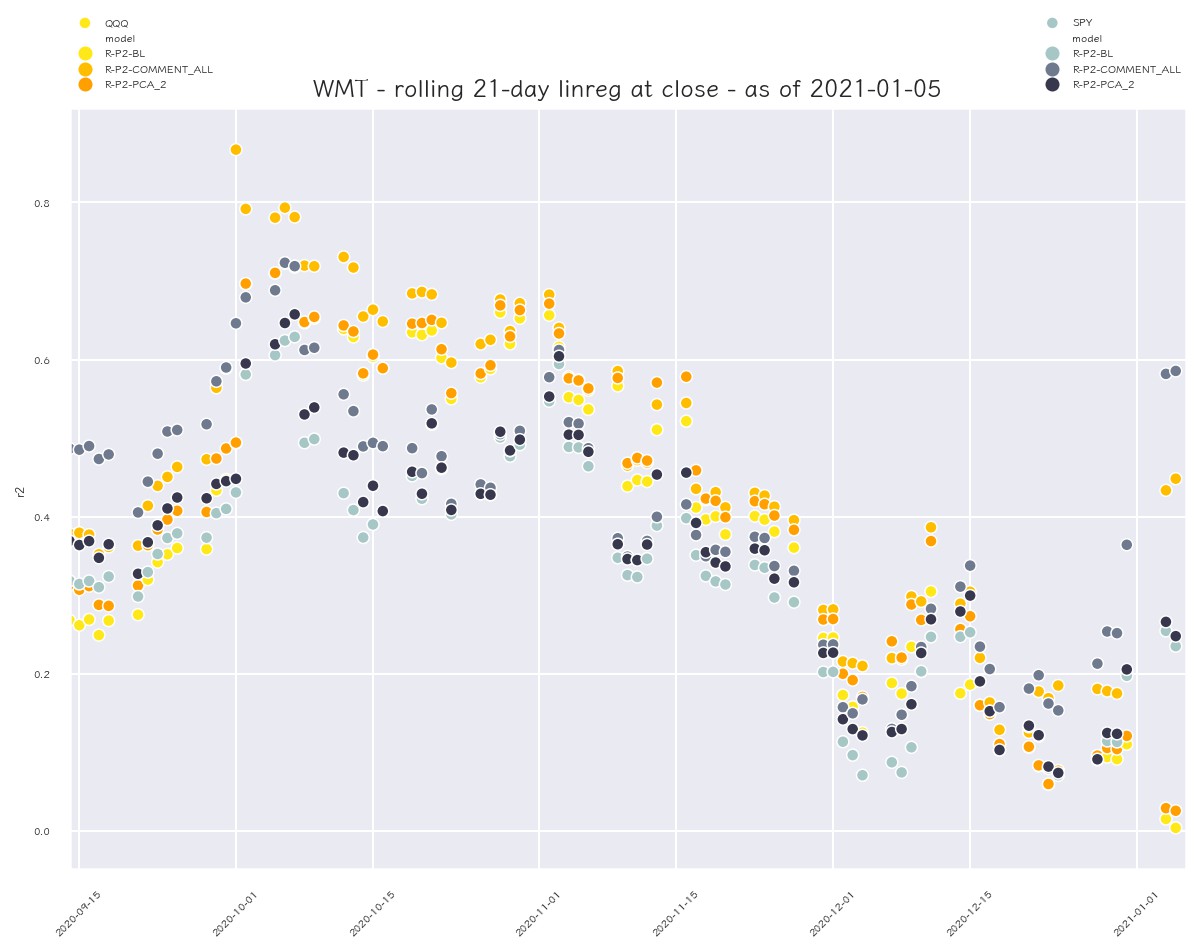 QQQ
model
R-P2-BL
R-P2-COMMENT_ALL
R-P2-PCA_2
SPY
model
R-P2-BL
R-P2-COMMENT_ALL
R-P2-PCA_2
WMT - rolling 21-day linreg at close - as of 2021-01-05
r2
0.8
0.6
0.4
0.2
0.0
2020-09-15
2020-10-01
2020-10-15
2020-11-01
2020-11-15
2020-12-01
2020-12-15
2021-01-01